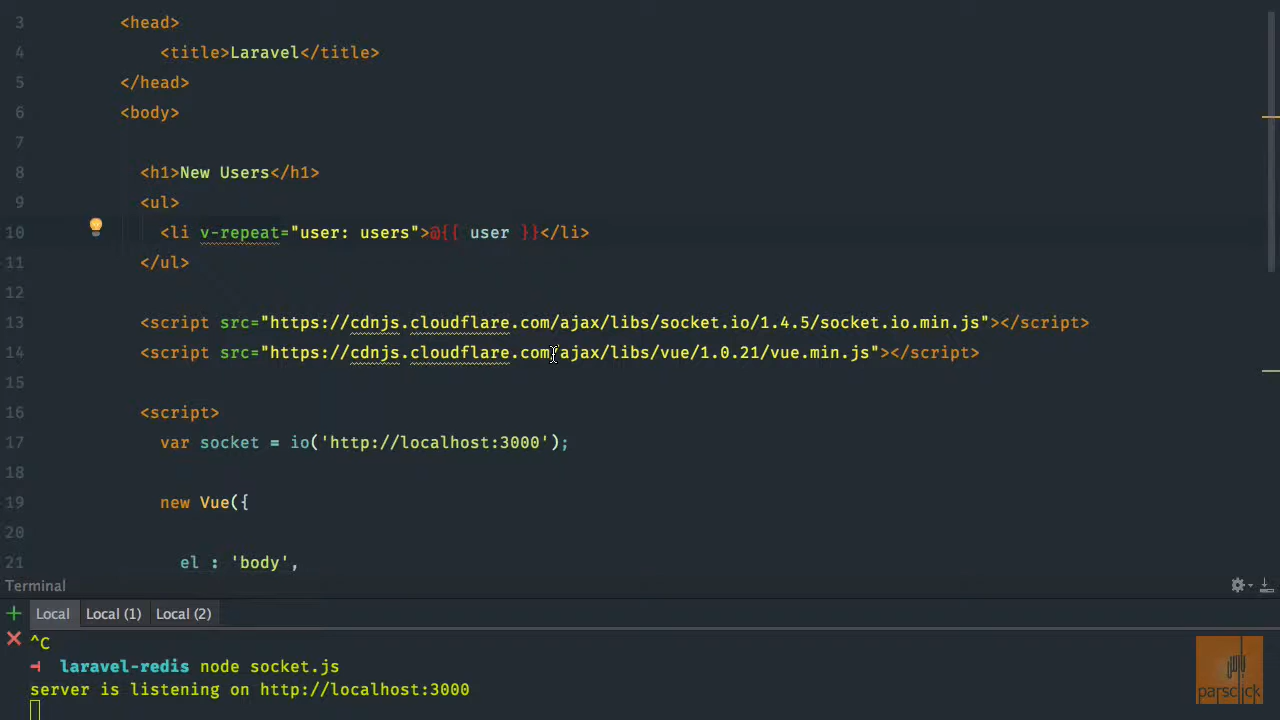 3 <head>
4 <title>Laravel</title>
5 </head>
6 <body>
7
8 <h1>New Users</h1>
9 <ul>
10 <li v-repeat="user: users">@{{ user }}</li>
11 </ul>
12
13 <script src="https://cdnjs.cloudflare.com/ajax/libs/socket.io/1.4.5/socket.io.min.js"></script>
14 <script src="https://cdnjs.cloudflare.com/ajax/libs/vue/1.0.21/vue.min.js"></script>
15
16 <script>
17 var socket = io('http://localhost:3000');
18
19 new Vue({
20
21 el : 'body',
Terminal
Local Local (1) Local (2)
^C
laravel-redis node socket.js
server is listening on http://localhost:3000
parsclick